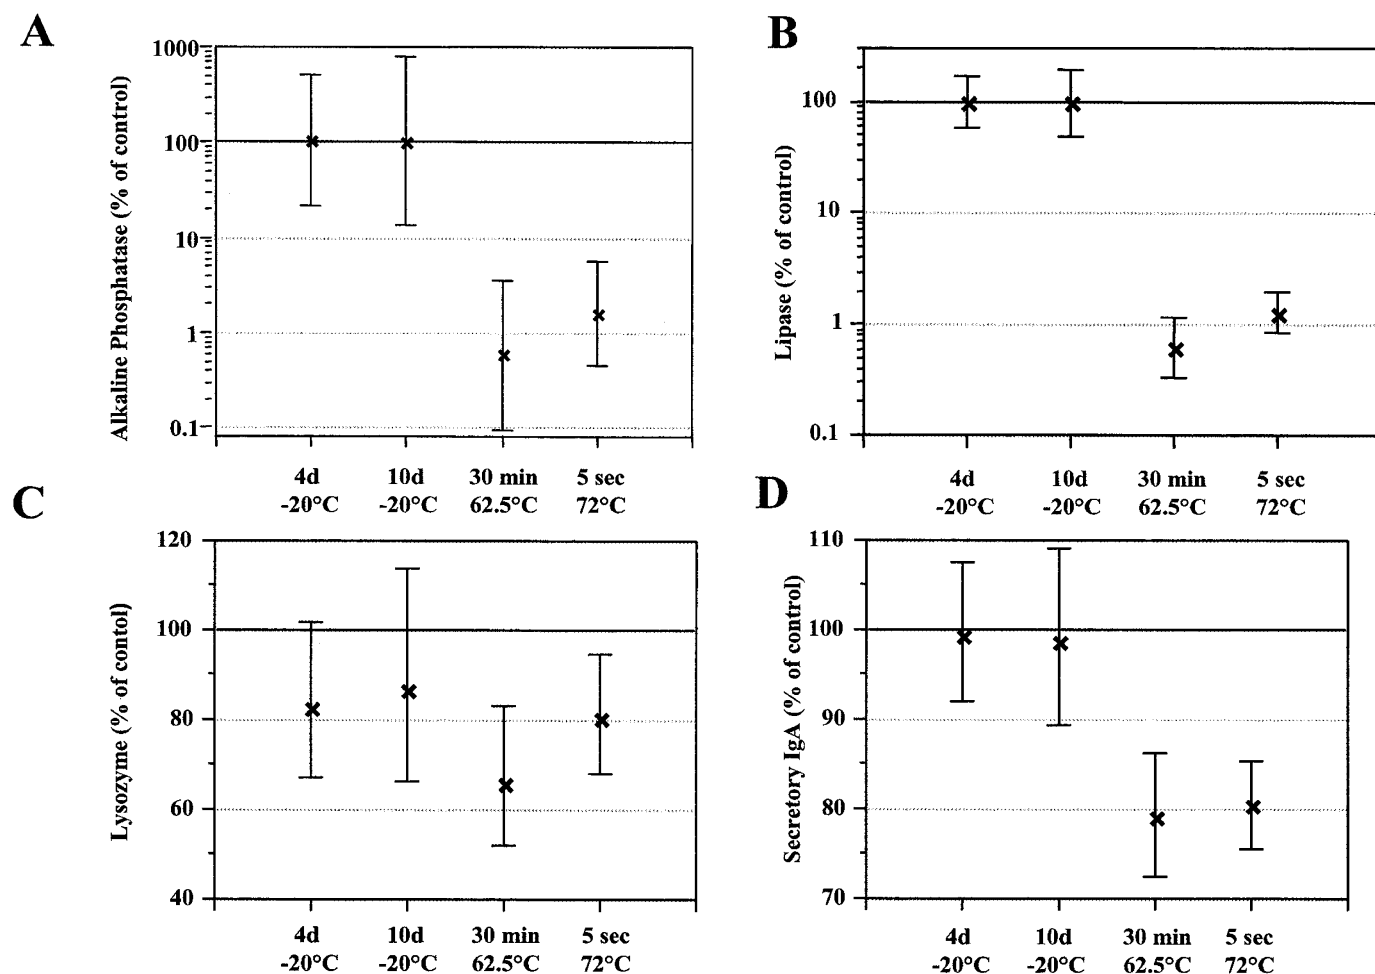 A
Alkaline Phosphatase (% of control)
1000
100
10
1
0.1
4d 10d 30 min 5 sec
-20°C -20°C 62.5°C 72°C
B
Lipase (% of control)
100
10
1
0.1
4d 10d 30 min 5 sec
-20°C -20°C 62.5°C 72°C
C
Lysozyme (% of contol)
120
100
80
60
40
4d 10d 30 min 5 sec
-20°C -20°C 62.5°C 72°C
D
Secretory IgA (% of control)
110
100
90
80
70
4d 10d 30 min 5 sec
-20°C -20°C 62.5°C 72°C